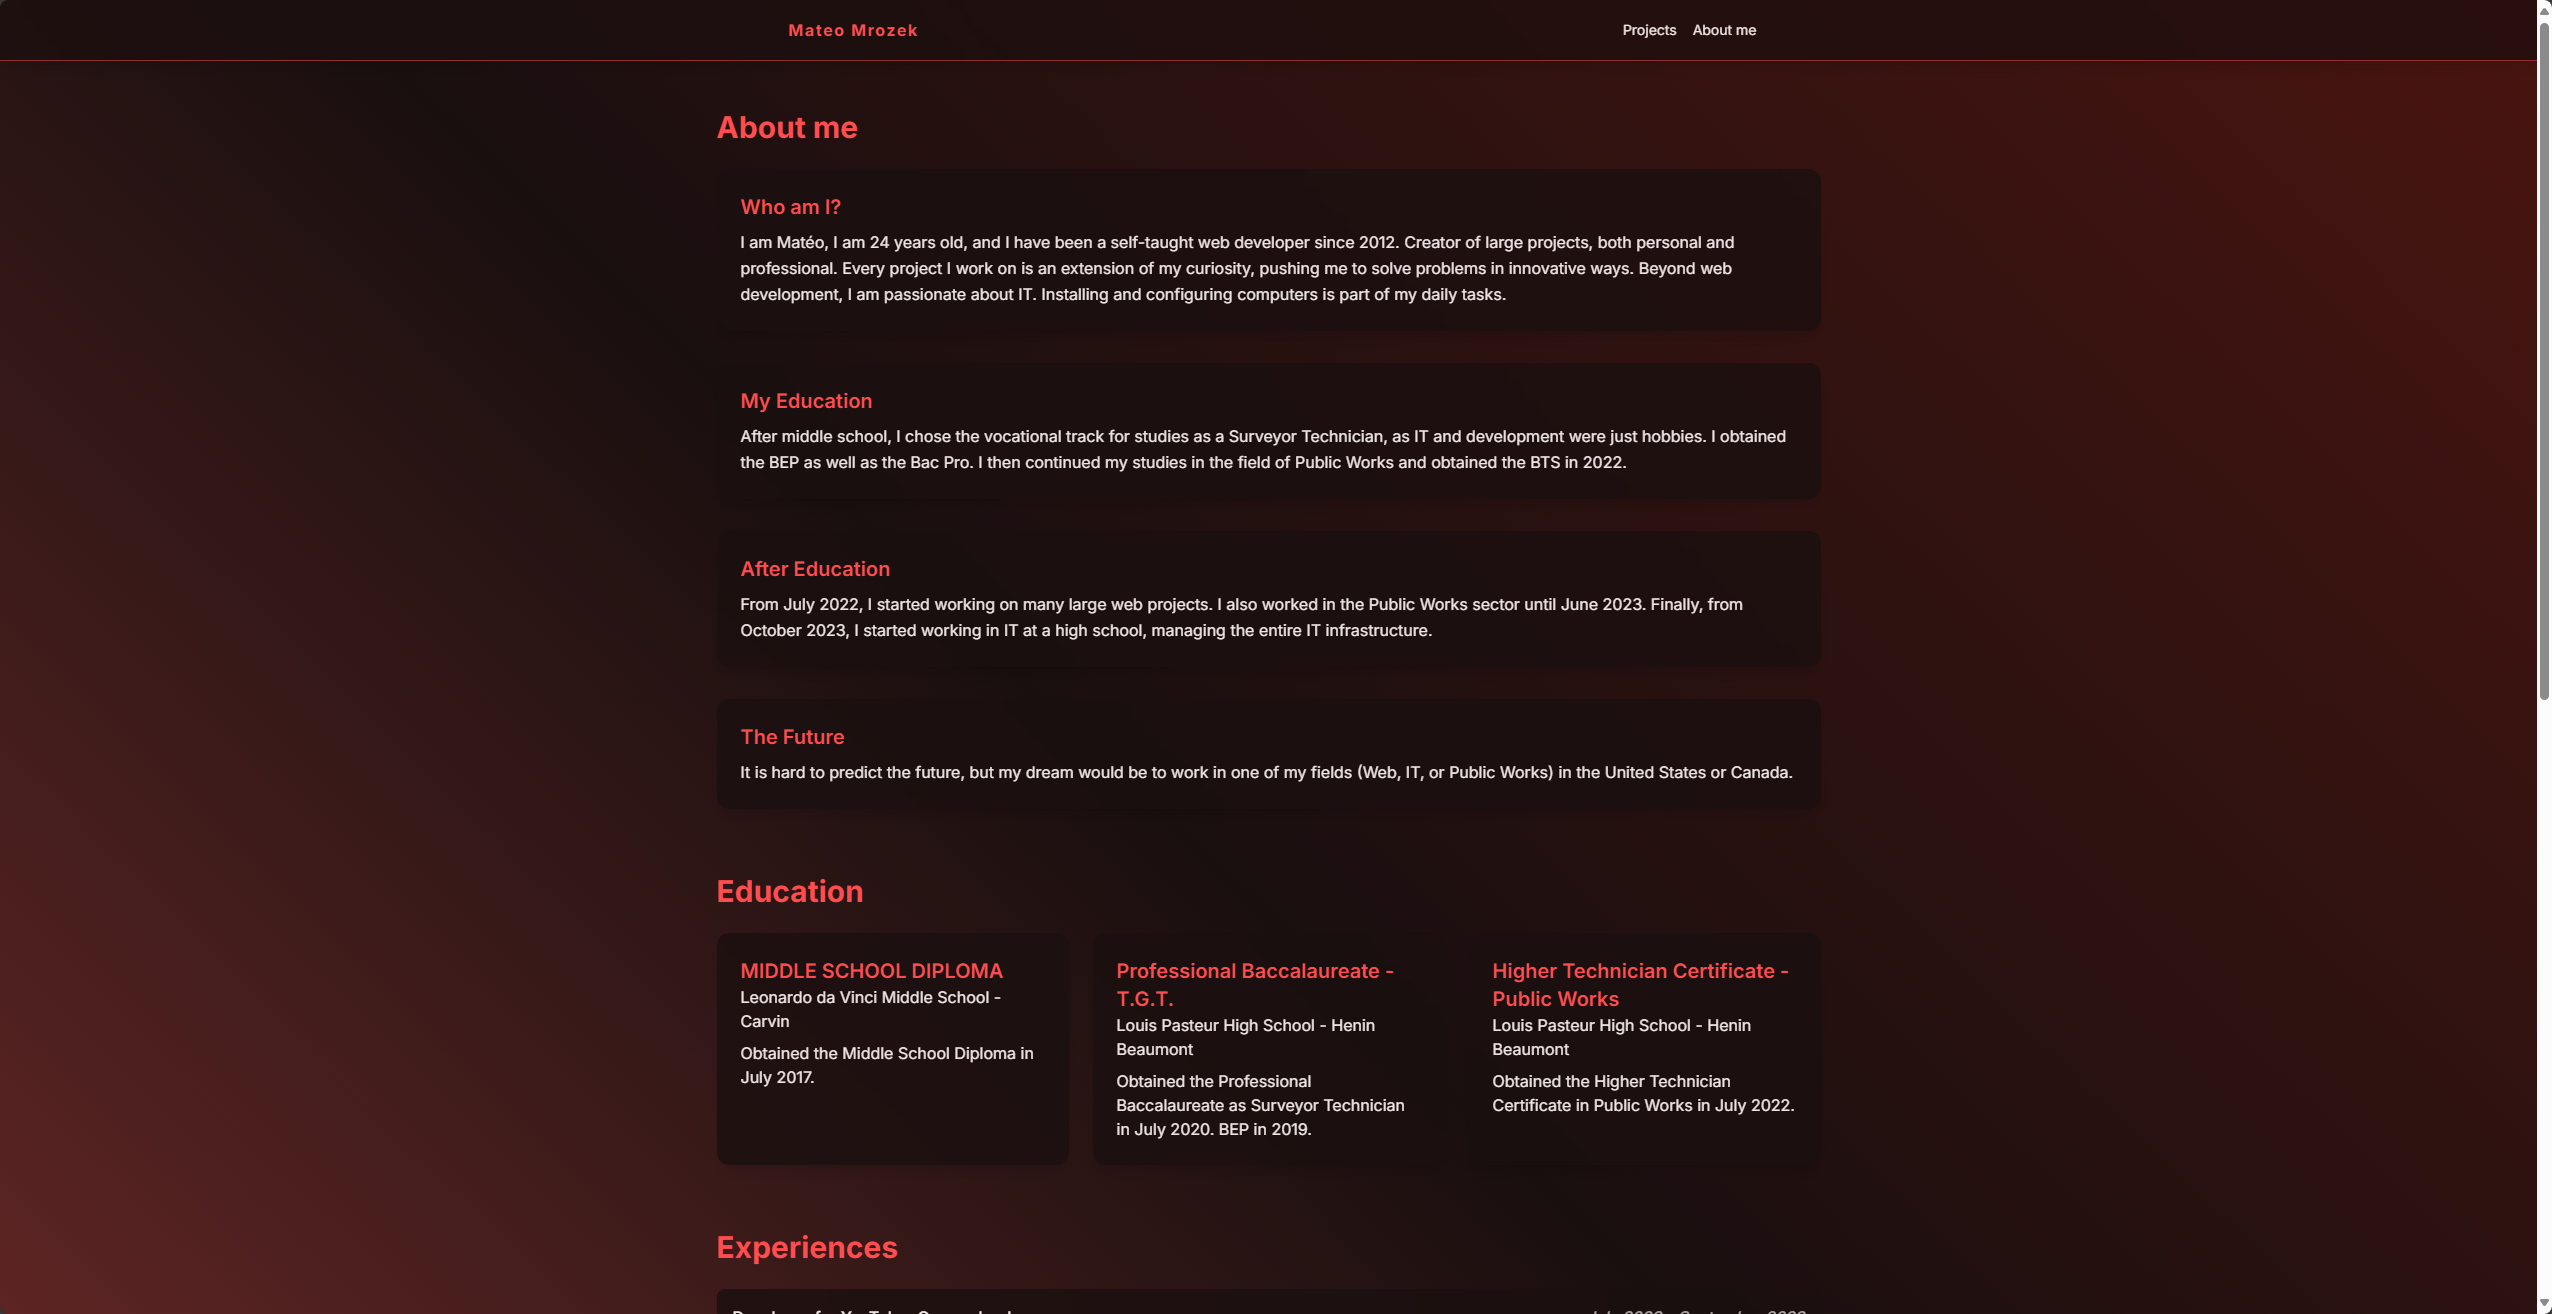 Mateo Mrozek
Projects About me
About me
Who am I?
I am Matéo, I am 24 years old, and I have been a self-taught web developer since 2012. Creator of large projects, both personal and
professional. Every project I work on is an extension of my curiosity, pushing me to solve problems in innovative ways. Beyond web
development, I am passionate about IT. Installing and configuring computers is part of my daily tasks.
My Education
After middle school, I chose the vocational track for studies as a Surveyor Technician, as IT and development were just hobbies. I obtained
the BEP as well as the Bac Pro. I then continued my studies in the field of Public Works and obtained the BTS in 2022.
After Education
From July 2022, I started working on many large web projects. I also worked in the Public Works sector until June 2023. Finally, from
October 2023, I started working in IT at a high school, managing the entire IT infrastructure.
The Future
It is hard to predict the future, but my dream would be to work in one of my fields (Web, IT, or Public Works) in the United States or Canada.
Education
MIDDLE SCHOOL DIPLOMA
Leonardo da Vinci Middle School -
Carvin
Obtained the Middle School Diploma in
July 2017.
Professional Baccalaureate -
T.G.T.
Louis Pasteur High School - Henin
Beaumont
Obtained the Professional
Baccalaureate as Surveyor Technician
in July 2020. BEP in 2019.
Higher Technician Certificate -
Public Works
Louis Pasteur High School - Henin
Beaumont
Obtained the Higher Technician
Certificate in Public Works in July 2022.
Experiences